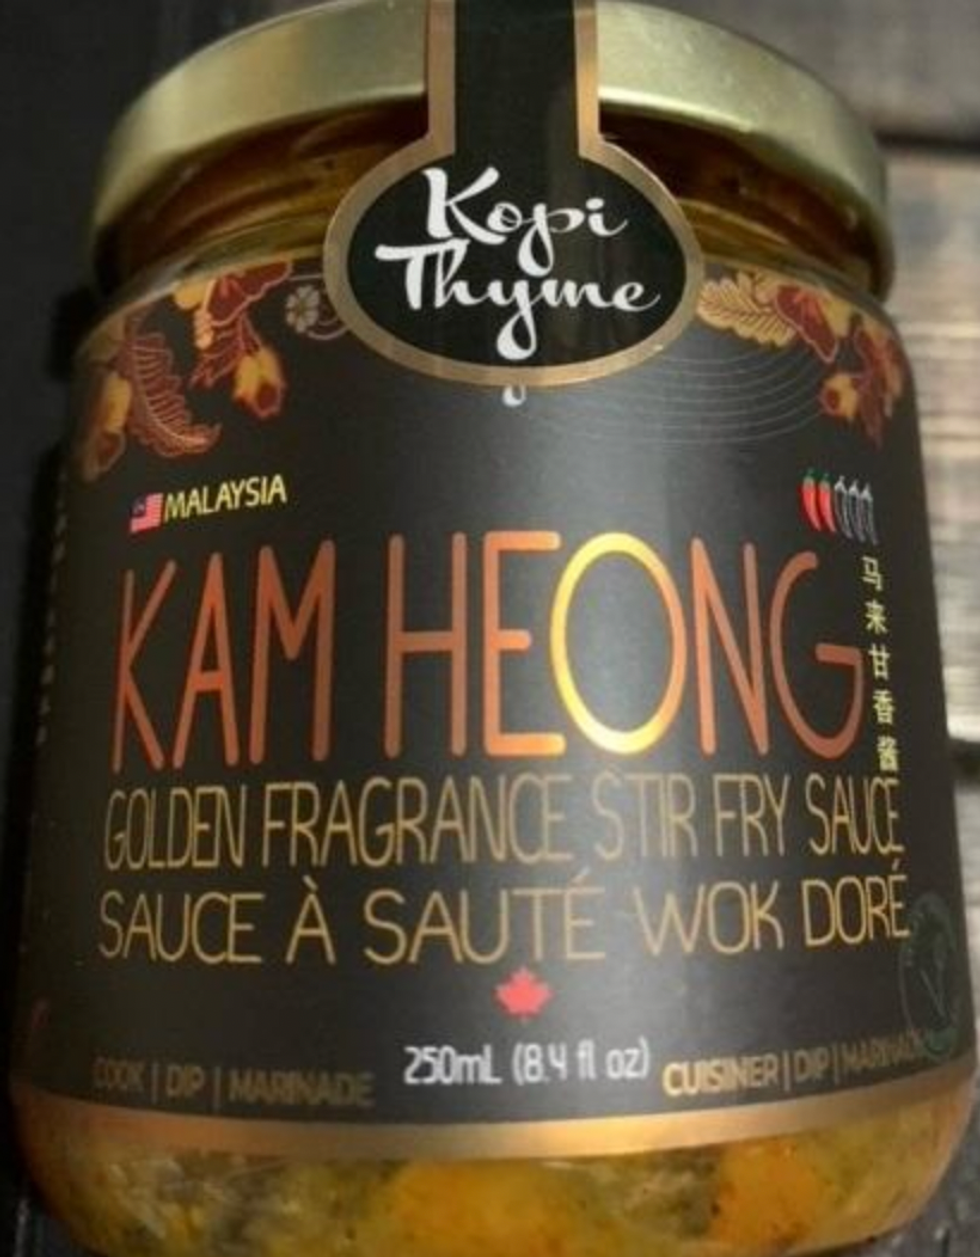 Kopi
Thyme
MALAYSIA
KAM HEONG
马来甘香酱
GOLDEN FRAGRANCE STIR FRY SAUCE
SAUCE À SAUTÉ WOK DORÉ
250mL (8.4 fl oz)
COOK | DIP | MARINADE
CUISINER | DIP | MARINADE